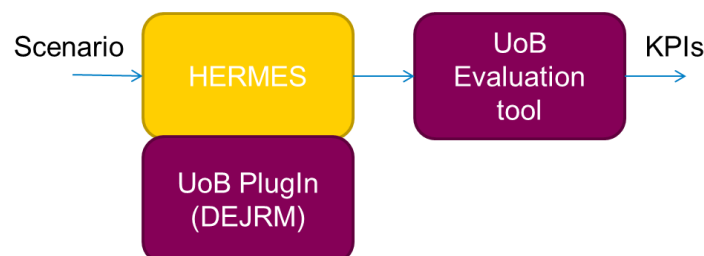 Scenario
HERMES
UoB PlugIn
(DEJRM)
UoB
Evaluation
tool
KPIs